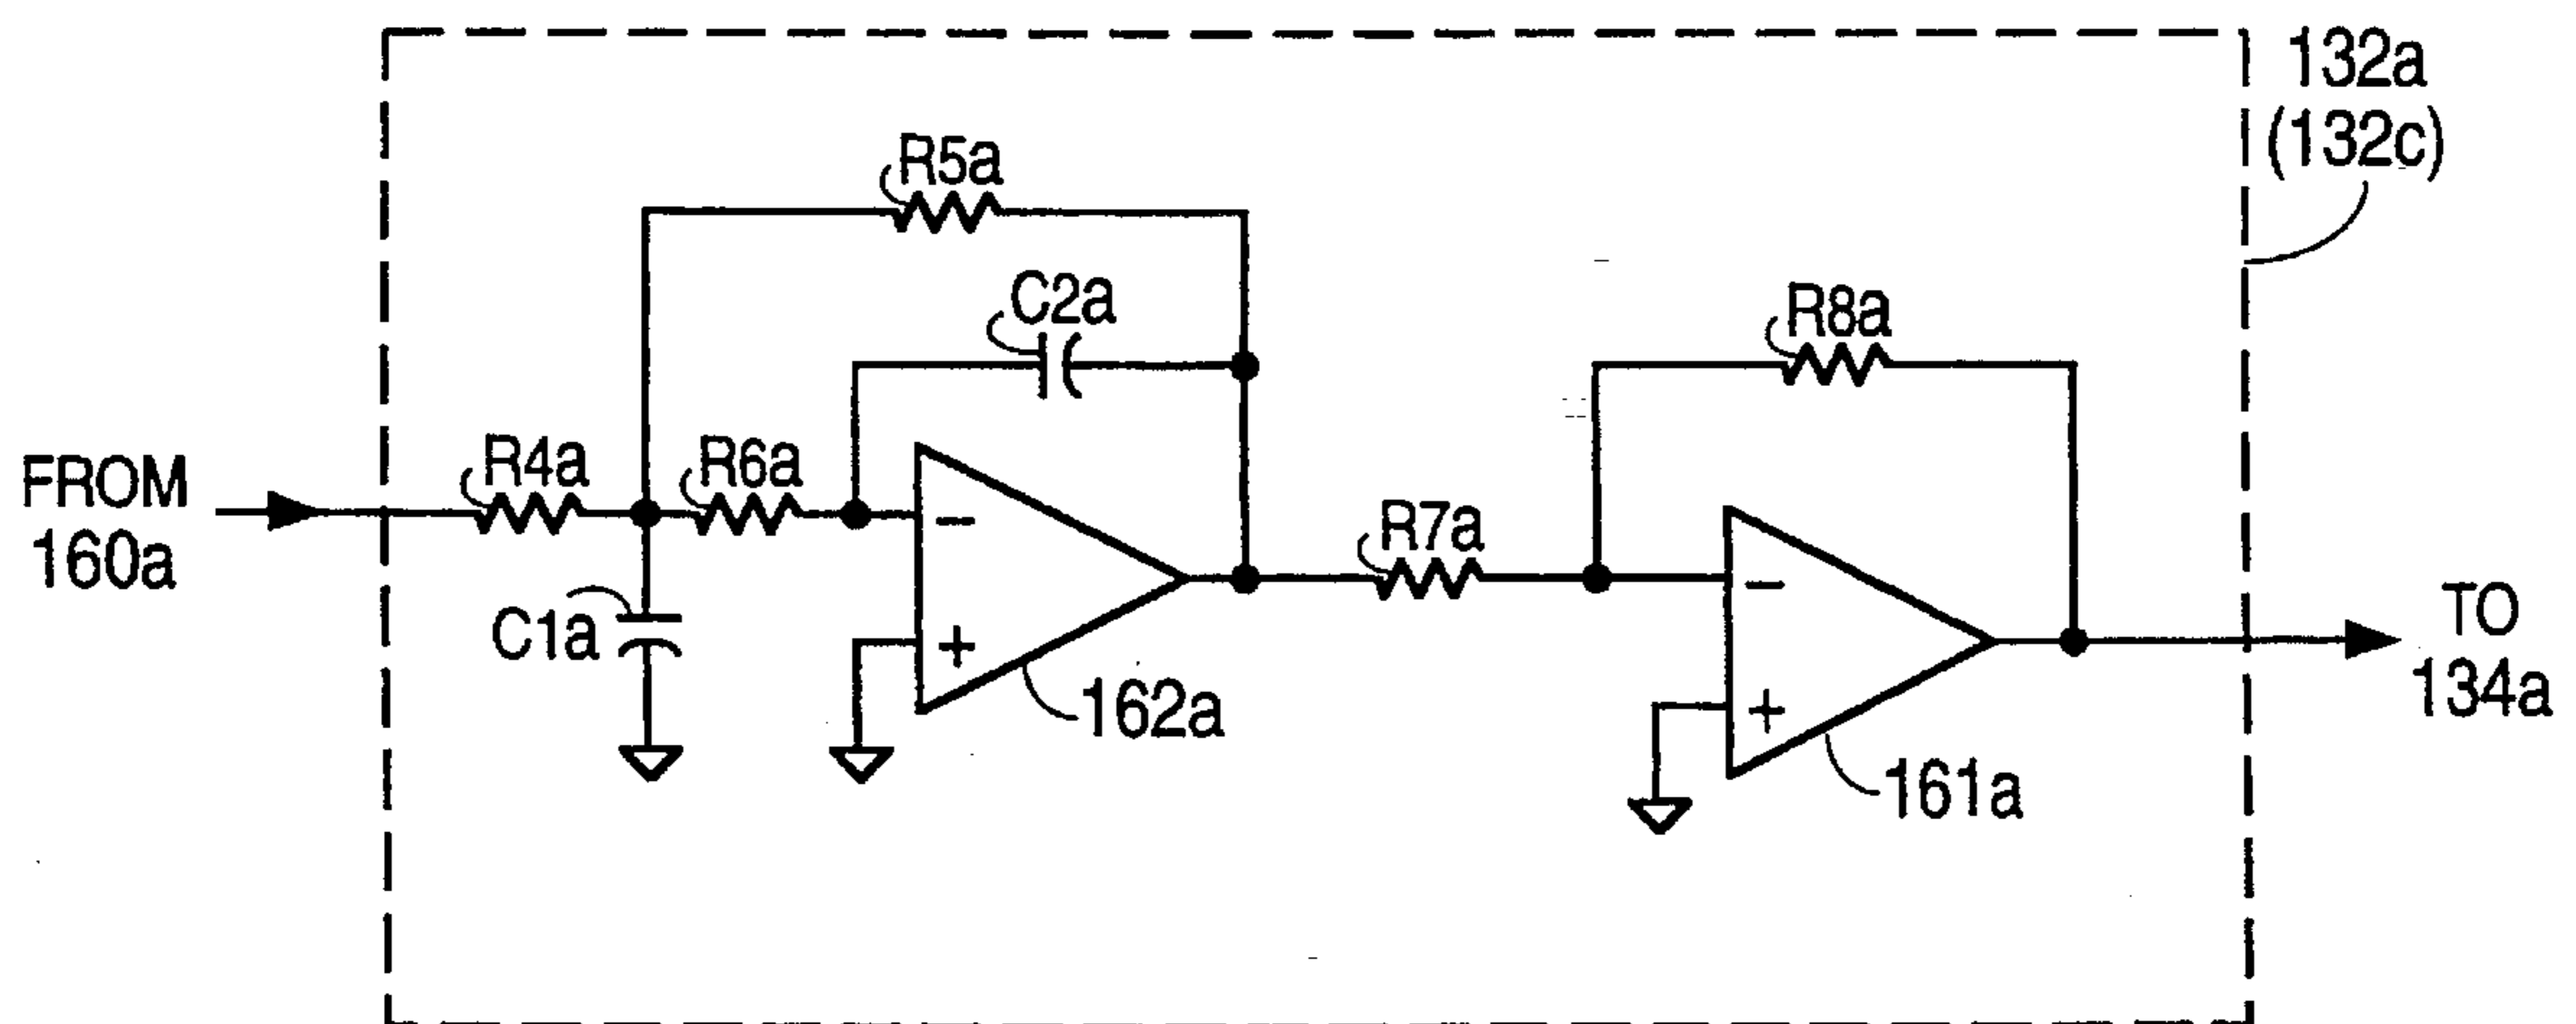 132a
(132c)
R5a
C2a
R8a
R4a
R6a
FROM
160a
R7a
C1a
−
+
162a
−
+
161a
TO
134a